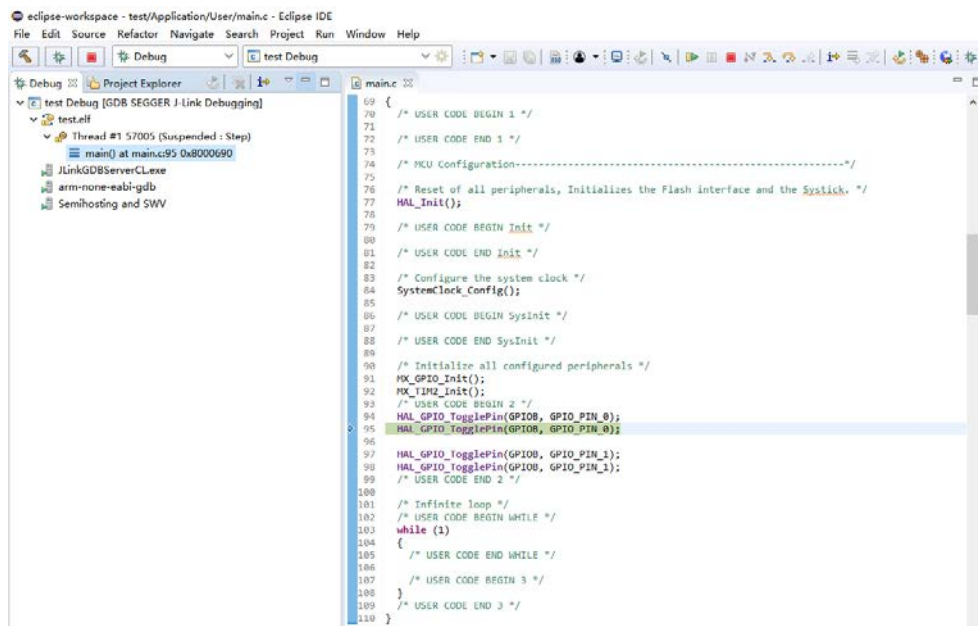 eclipse-workspace - test/Application/User/main.c - Eclipse IDE
File Edit Source Refactor Navigate Search Project Run Window Help
Debug
test Debug
Debug
Project Explorer
test Debug [GDB SEGGER J-Link Debugging]
test.elf
Thread #1 57005 (Suspended : Step)
main() at main.c:95 0x8000690
JLinkGDBServerCL.exe
arm-none-eabi-gdb
Semihosting and SWV
main.c
69 {
70 /* USER CODE BEGIN 1 */
71
72 /* USER CODE END 1 */
73
74 /* MCU Configuration--------------------------------------------------------*/
75
76 /* Reset of all peripherals, Initializes the Flash interface and the Systick. */
77 HAL_Init();
78
79 /* USER CODE BEGIN Init */
80
81 /* USER CODE END Init */
82
83 /* Configure the system clock */
84 SystemClock_Config();
85
86 /* USER CODE BEGIN SysInit */
87
88 /* USER CODE END SysInit */
89
90 /* Initialize all configured peripherals */
91 MX_GPIO_Init();
92 MX_TIM2_Init();
93 /* USER CODE BEGIN 2 */
94 HAL_GPIO_TogglePin(GPIOB, GPIO_PIN_0);
95 HAL_GPIO_TogglePin(GPIOB, GPIO_PIN_0);
96
97 HAL_GPIO_TogglePin(GPIOB, GPIO_PIN_1);
98 HAL_GPIO_TogglePin(GPIOB, GPIO_PIN_1);
99 /* USER CODE END 2 */
100
101 /* Infinite loop */
102 /* USER CODE BEGIN WHILE */
103 while (1)
104 {
105 /* USER CODE END WHILE */
106
107 /* USER CODE BEGIN 3 */
108 }
109 /* USER CODE END 3 */
110 }